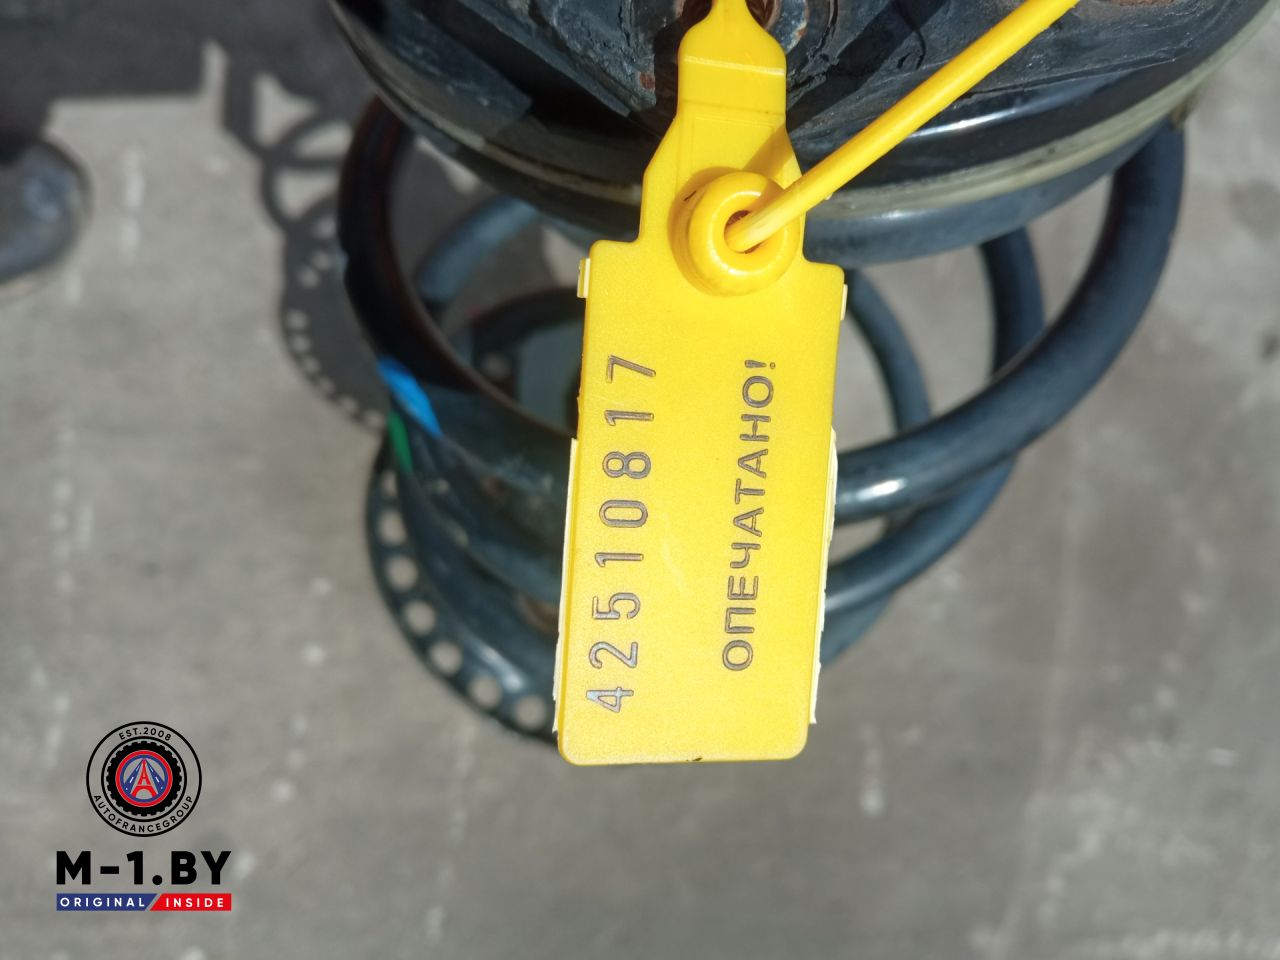 42510817
ОПЕЧАТАНО!
EST.2008
AUTOFRANCEGROUP
M-1.BY
ORIGINAL INSIDE